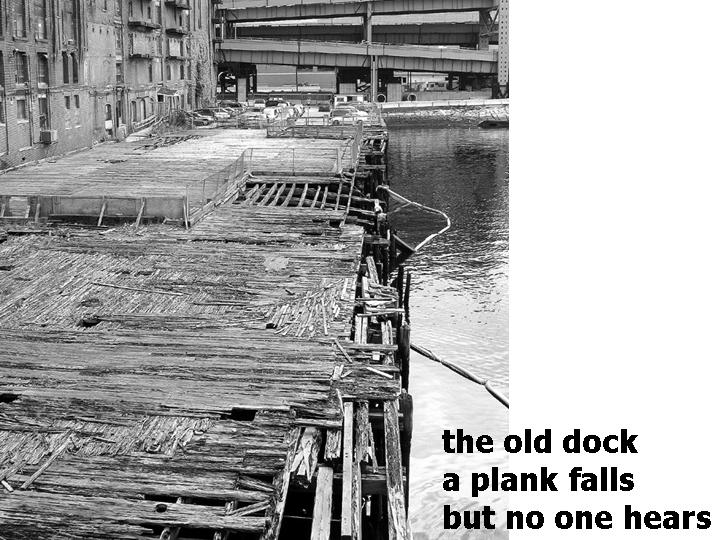 the old dock
a plank falls
but no one hears